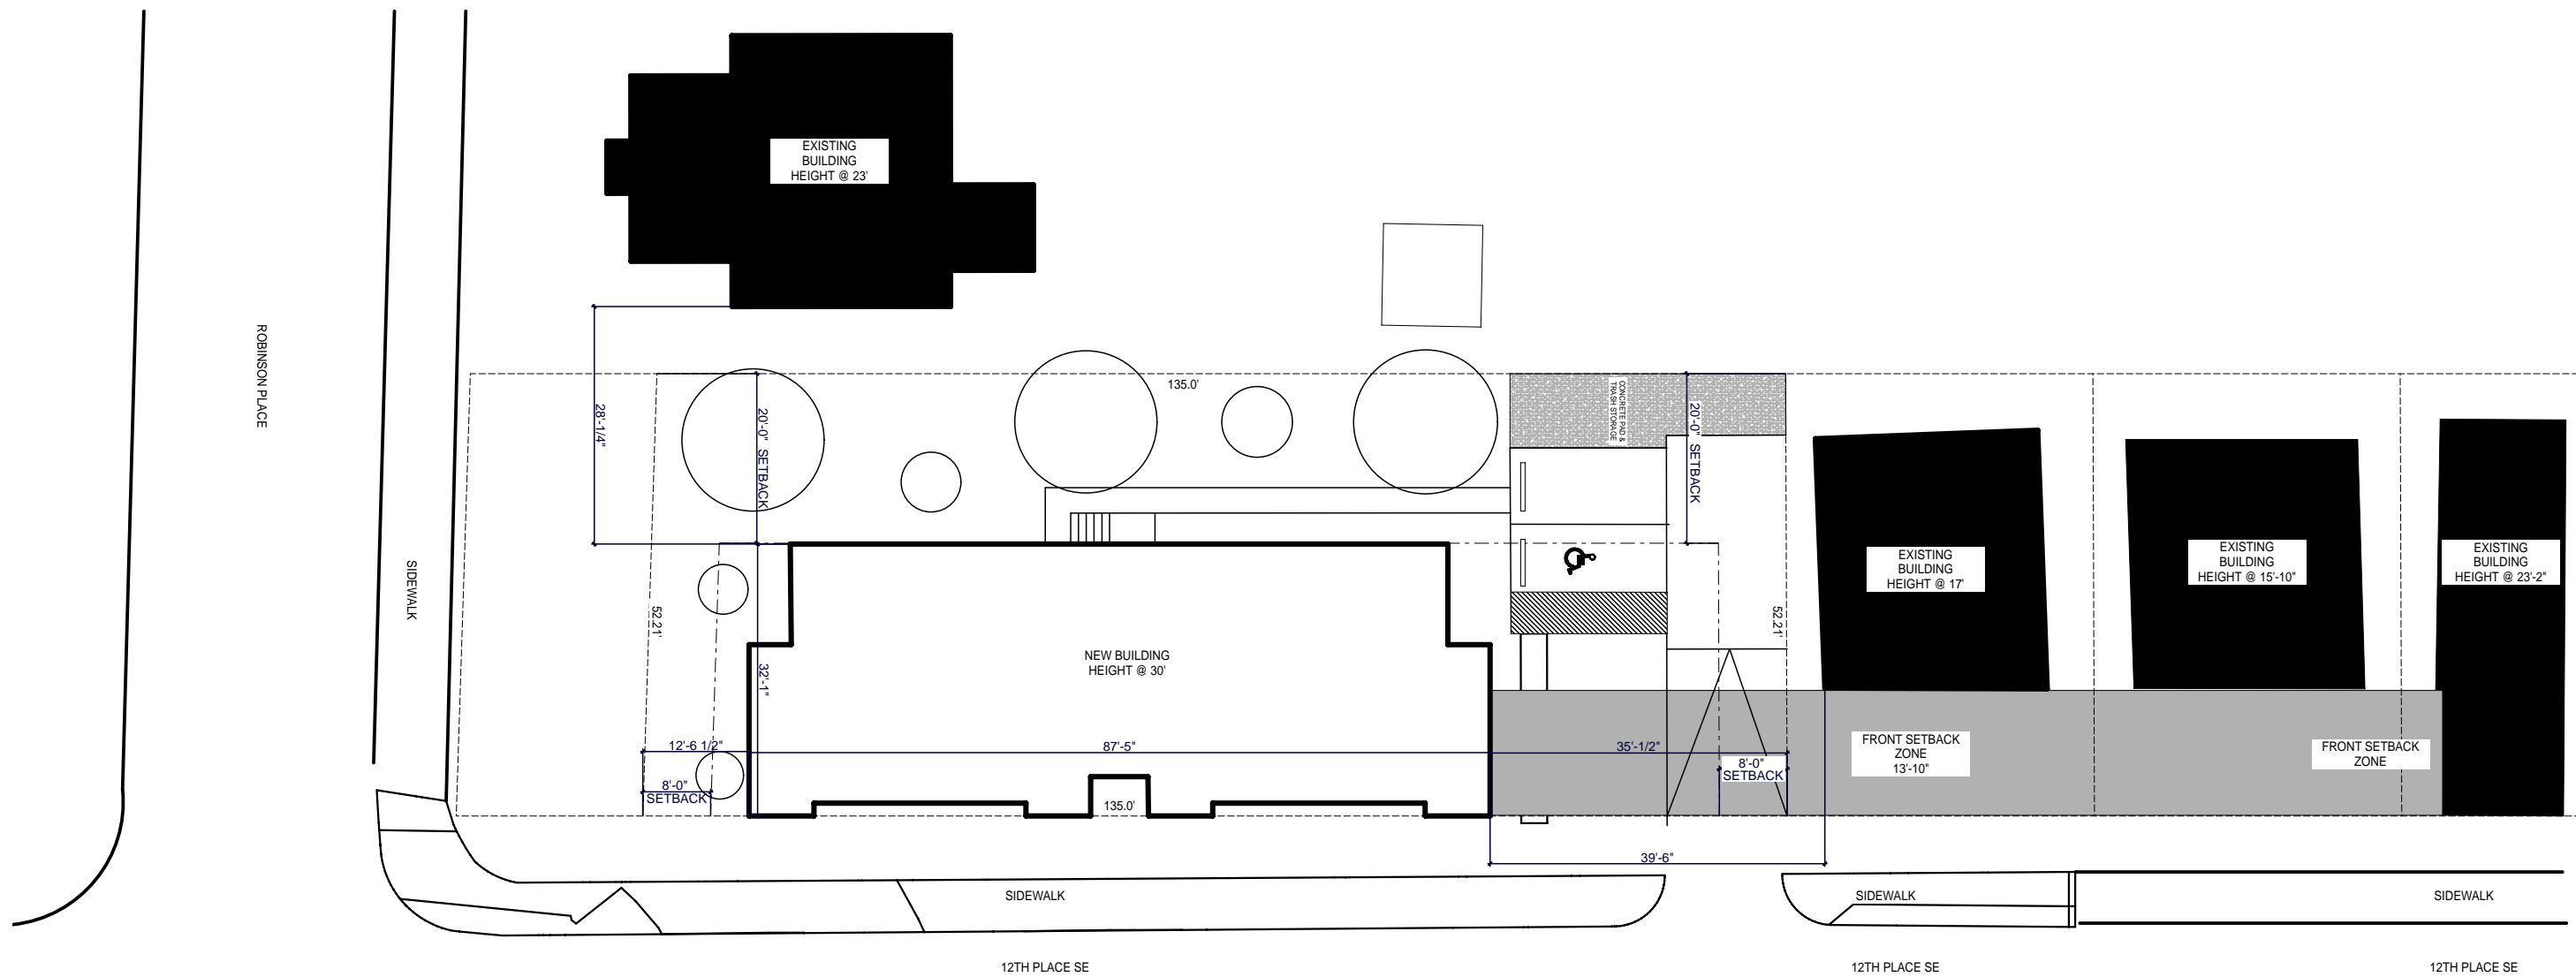 EXISTING
BUILDING
HEIGHT @ 23'
ROBINSON PLACE
SIDEWALK
28'-1/4"
20'-0" SETBACK
135.0'
CONCRETE PAD &
TRASH STORAGE
20'-0" SETBACK
52.21'
32'-1"
NEW BUILDING
HEIGHT @ 30'
52.21'
EXISTING
BUILDING
HEIGHT @ 17'
EXISTING
BUILDING
HEIGHT @ 15'-10"
EXISTING
BUILDING
HEIGHT @ 23'-2"
12'-6 1/2"
87'-5"
35'-1/2"
8'-0"
SETBACK
8'-0"
SETBACK
135.0'
FRONT SETBACK
ZONE
13'-10"
FRONT SETBACK
ZONE
39'-6"
SIDEWALK
SIDEWALK
SIDEWALK
12TH PLACE SE
12TH PLACE SE
12TH PLACE SE